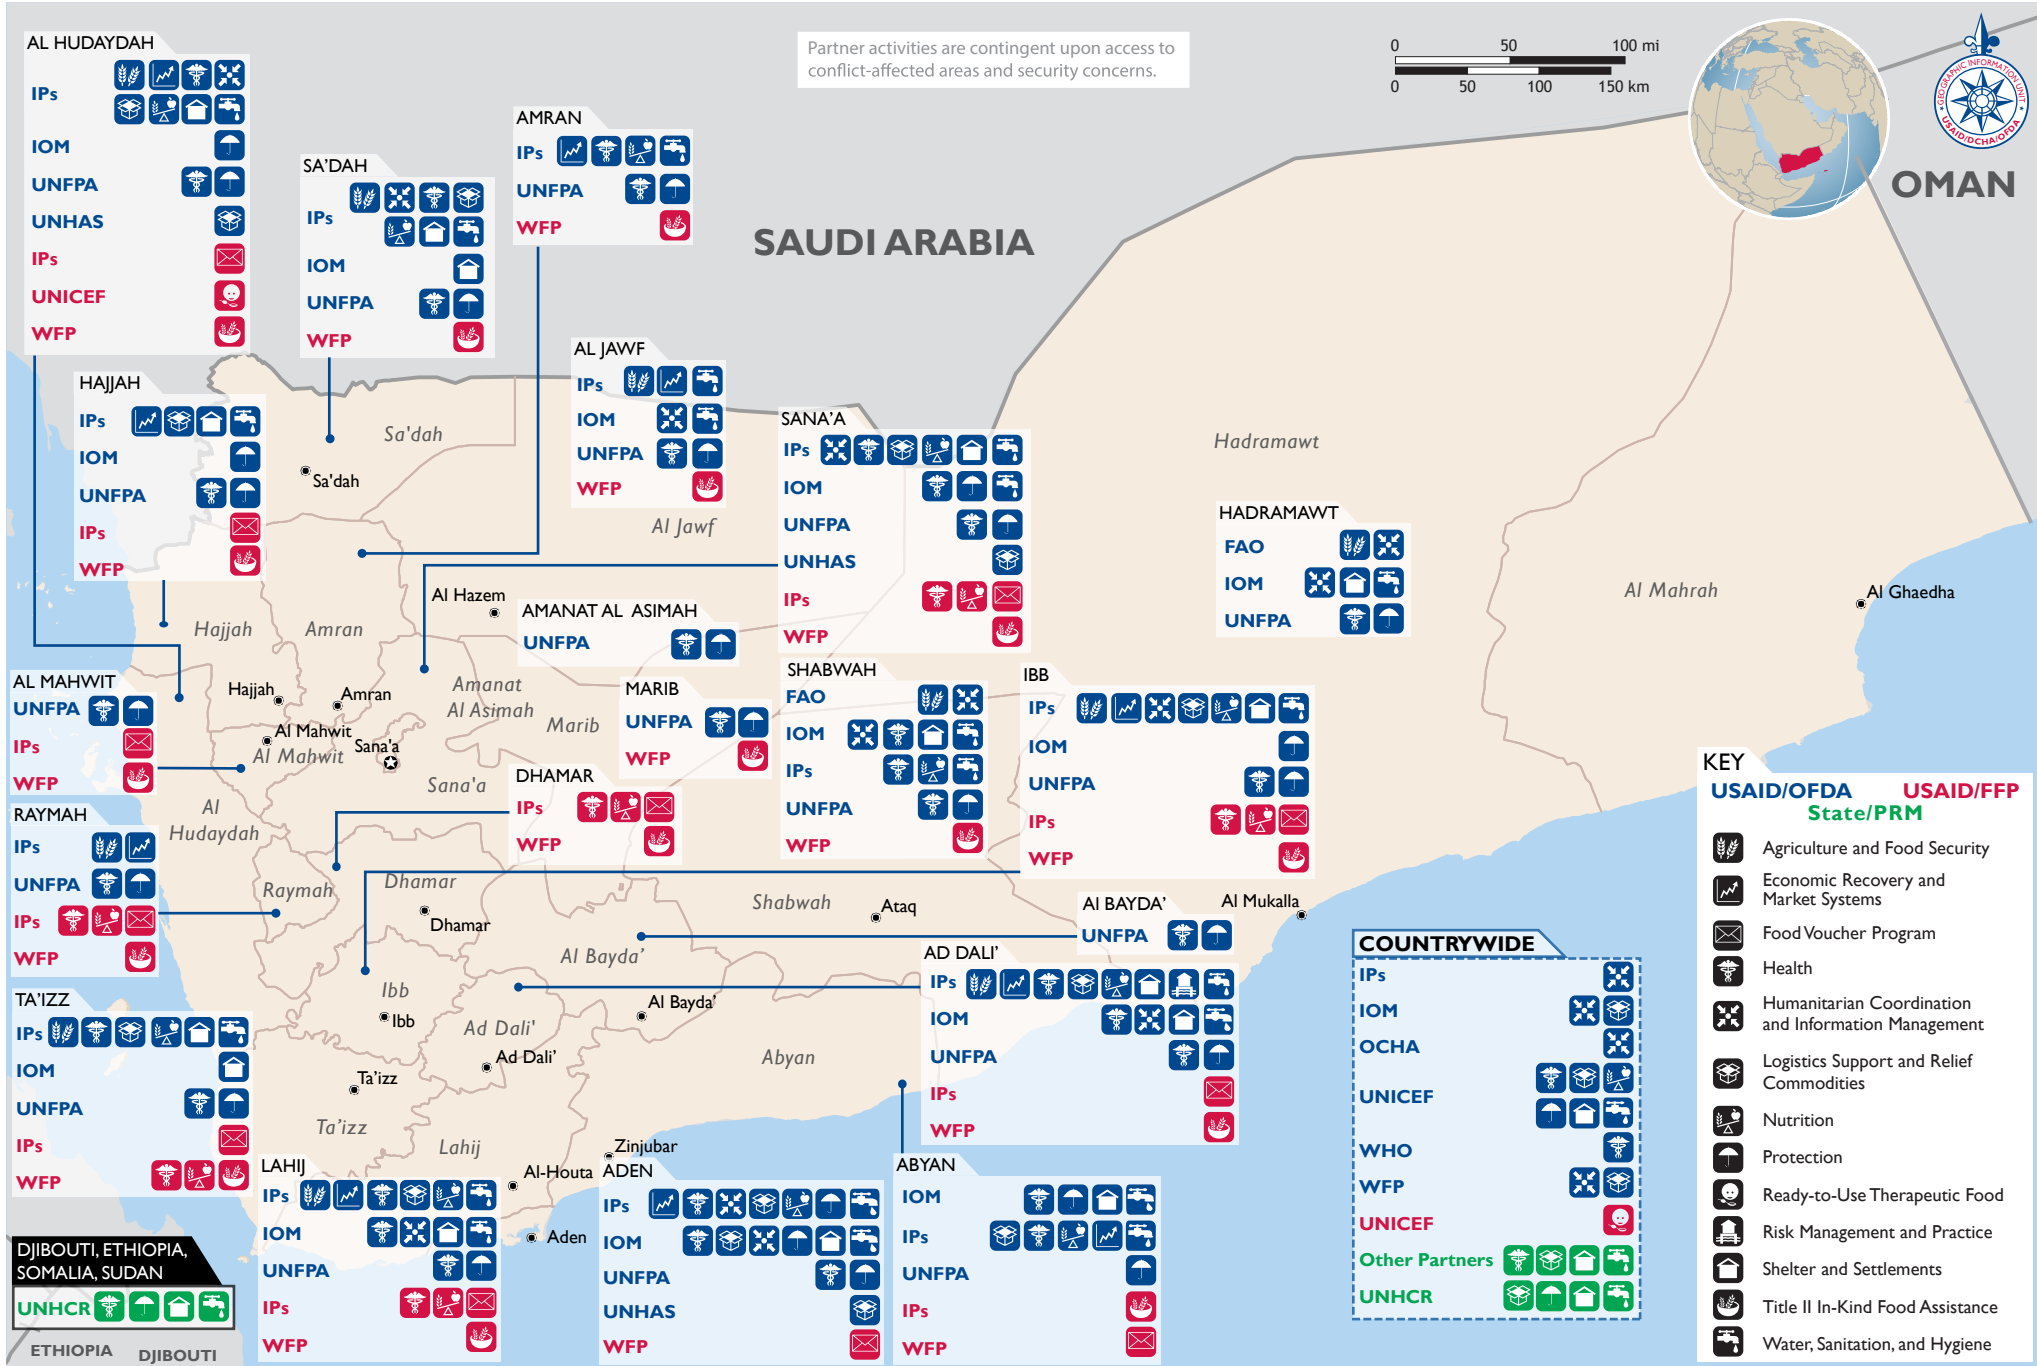 AL HUDAYDAH
IPs
IOM
UNFPA
UNHAS
IPs
UNICEF
WFP
SA'DAH
IPs
IOM
UNFPA
WFP
AMRAN
IPs
UNFPA
WFP
Partner activities are contingent upon access to
conflict-affected areas and security concerns.
0 50 100 mi
0 50 100 150 km
GEOGRAPHIC INFORMATION UNIT
USAID/DCHA/OFDA
OMAN
SAUDI ARABIA
HAJJAH
IPs
IOM
UNFPA
IPs
WFP
AL JAWF
IPs
IOM
UNFPA
WFP
SANA'A
IPs
IOM
UNFPA
UNHAS
IPs
WFP
Sa'dah
Sa'dah
Al Jawf
Hadramawt
HADRAMAWT
FAO
IOM
UNFPA
Al Mahrah
Al Ghaedha
Al Hazem
AMANAT AL ASIMAH
UNFPA
Hajjah
Amran
AL MAHWIT
UNFPA
IPs
WFP
Hajjah
Amran
Al Mahwit
Al Mahwit
Sana'a
Amanat
Al Asimah
Marib
Sana'a
MARIB
UNFPA
WFP
SHABWAH
FAO
IOM
IPs
UNFPA
WFP
IBB
IPs
IOM
UNFPA
IPs
WFP
DHAMAR
IPs
WFP
Al
Hudaydah
RAYMAH
IPs
UNFPA
IPs
WFP
Raymah
Dhamar
Dhamar
Shabwah
Ataq
Al Mukalla
Al BAYDA'
UNFPA
Al Bayda'
Al Bayda'
AD DALI'
IPs
IOM
UNFPA
IPs
WFP
TA'IZZ
IPs
IOM
UNFPA
IPs
WFP
Ibb
Ibb
Ad Dali'
Ad Dali'
Abyan
Ta'izz
Ta'izz
Lahij
Zinjubar
Al-Houta
Aden
LAHIJ
IPs
IOM
UNFPA
IPs
WFP
ADEN
IPs
IOM
UNFPA
UNHAS
WFP
ABYAN
IOM
IPs
UNFPA
IPs
WFP
DJIBOUTI, ETHIOPIA,
SOMALIA, SUDAN
UNHCR
ETHIOPIA
DJIBOUTI
COUNTRYWIDE
IPs
IOM
OCHA
UNICEF
WHO
WFP
UNICEF
Other Partners
UNHCR
KEY
USAID/OFDA USAID/FFP
State/PRM
Agriculture and Food Security
Economic Recovery and
Market Systems
Food Voucher Program
Health
Humanitarian Coordination
and Information Management
Logistics Support and Relief
Commodities
Nutrition
Protection
Ready-to-Use Therapeutic Food
Risk Management and Practice
Shelter and Settlements
Title II In-Kind Food Assistance
Water, Sanitation, and Hygiene